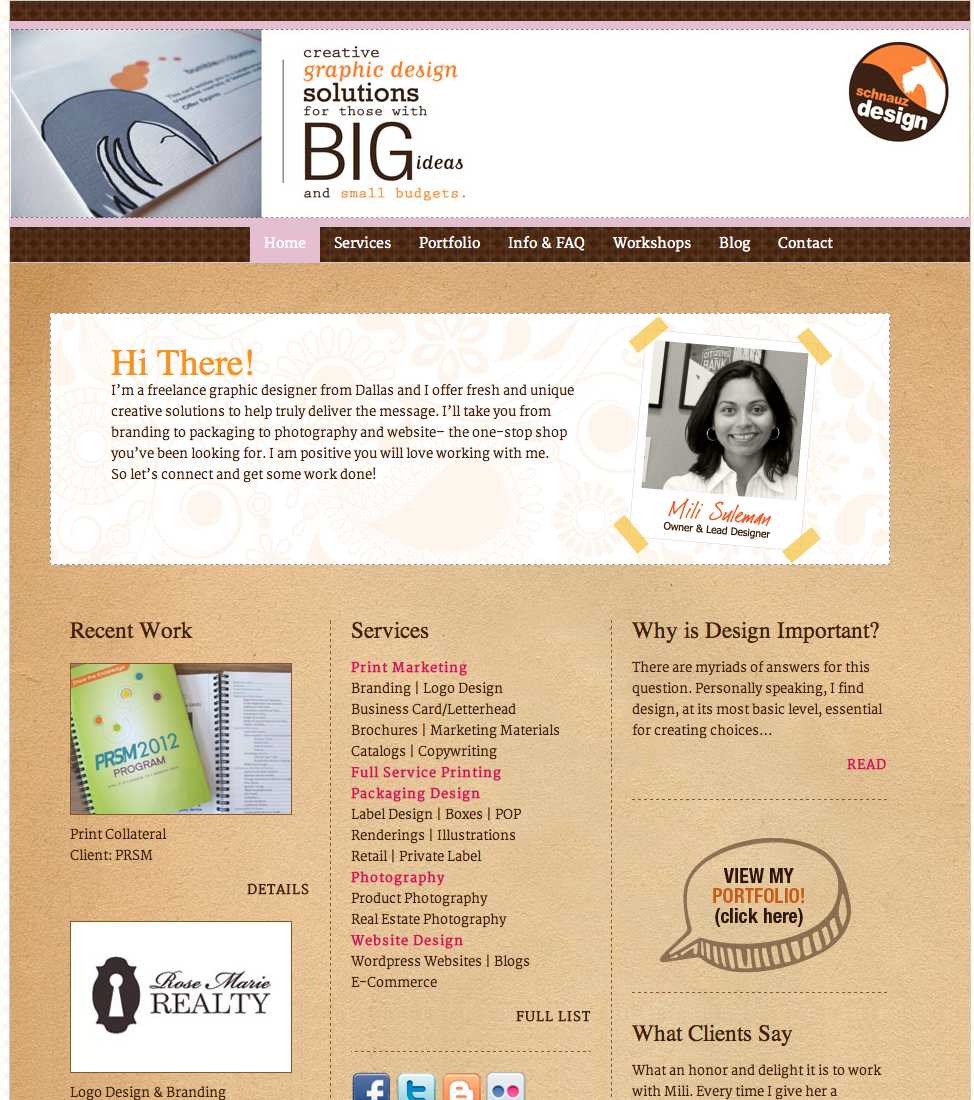 bumble and bumble
Offer Expires
creative
graphic design
solutions
for those with
BIG ideas
and small budgets.
schnauz
design
Home Services Portfolio Info & FAQ Workshops Blog Contact
Hi There!
I’m a freelance graphic designer from Dallas and I offer fresh and unique
creative solutions to help truly deliver the message. I’ll take you from
branding to packaging to photography and website– the one-stop shop
you’ve been looking for. I am positive you will love working with me.
So let’s connect and get some work done!
CITIZENS
BANK
Mili Suleman
Owner & Lead Designer
Recent Work
Share the Knowledge
PRSM 2012
PROGRAM
Print Collateral
Client: PRSM
DETAILS
Rose Marie
REALTY
Logo Design & Branding
Services
Print Marketing
Branding | Logo Design
Business Card/Letterhead
Brochures | Marketing Materials
Catalogs | Copywriting
Full Service Printing
Packaging Design
Label Design | Boxes | POP
Renderings | Illustrations
Retail | Private Label
Photography
Product Photography
Real Estate Photography
Website Design
Wordpress Websites | Blogs
E-Commerce
FULL LIST
Why is Design Important?
There are myriads of answers for this
question. Personally speaking, I find
design, at its most basic level, essential
for creating choices...
READ
VIEW MY
PORTFOLIO!
(click here)
What Clients Say
What an honor and delight it is to work
with Mili. Every time I give her a